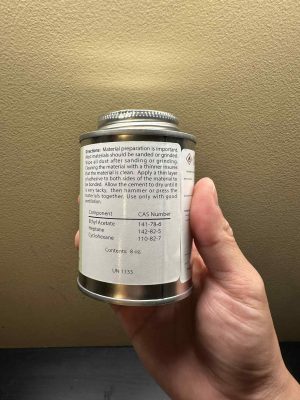 Directions: Material preparation is important.
Most materials should be sanded or grinded.
Wipe all dust after sanding or grinding.
Cleaning the material with a thinner insures
that the material is clean. Apply a thin layer
of adhesive to both sides of the material to
be bonded. Allow the cement to dry until it
is very tacky, then hammer or press the
materials together. Use only with good
ventilation.
Component CAS Number
Ethyl Acetate 141-78-6
Heptane 142-82-5
Cyclohexane 110-82-7
Contents: 8 oz.
UN 1133